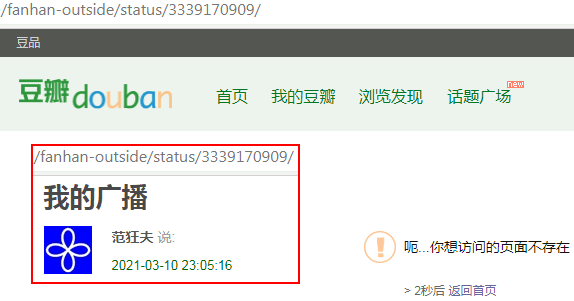 /fanhan-outside/status/3339170909/
豆品
豆瓣douban 首页 我的豆瓣 浏览发现 话题广场 new
/fanhan-outside/status/3339170909/
我的广播
范狂夫 说:
2021-03-10 23:05:16
呃...你想访问的页面不存在
> 2秒后 返回首页